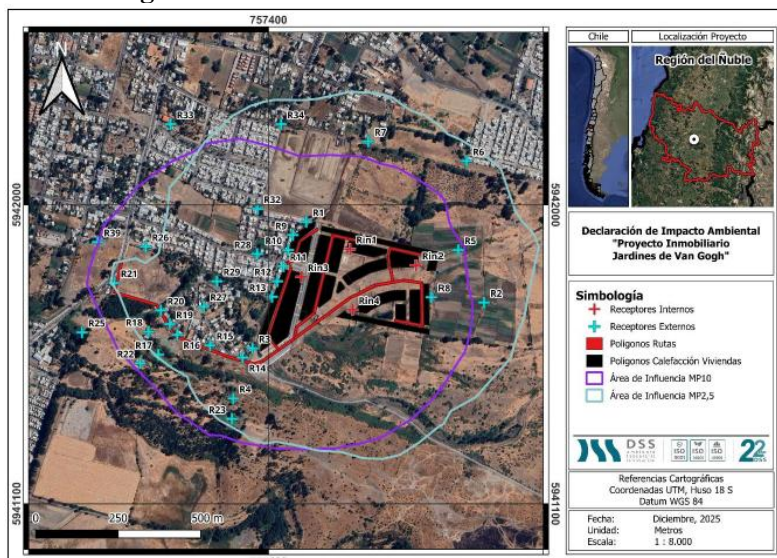 757400
Chile
Localización Proyecto
Región del Ñuble
N
R33
R34
R7
R6
5942000
5942000
R32
R1
R9
R39
R26
R28
R10
R11
Rin1
R5
Rin2
R21
R29
R12
Rin3
R13
R8
R2
R20
R27
Rin4
R19
R25
R18
R16
R15
R3
R17
R22
R14
R4
R23
5941100
5941100
0
250
500 m
Declaración de Impacto Ambiental
"Proyecto Inmobiliario
Jardines de Van Gogh"
Simbología
Receptores Internos
Receptores Externos
Poligonos Rutas
Poligonos Calefacción Viviendas
Área de Influencia MP10
Área de Influencia MP2,5
DSS
ISO
ISO
ISO
22
Referencias Cartográficas
Coordenadas UTM, Huso 18 S
Datum WGS 84
Fecha: Diciembre, 2025
Unidad: Metros
Escala: 1 : 8.000